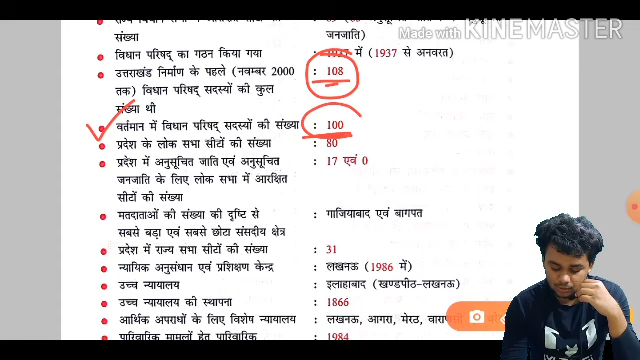 Made with KINEMASTER
संख्या
जनजाति
विधान परिषद् का गठन किया गया : 1937 में (1937 से अनवरत)
उत्तराखंड निर्माण के पहले (नवम्बर 2000 : 108
तक) विधान परिषद् सदस्यों की कुल
संख्या थी
वर्तमान में विधान परिषद् सदस्यों की संख्या : 100
प्रदेश के लोक सभा सीटों की संख्या : 80
प्रदेश में अनुसूचित जाति एवं अनुसूचित : 17 एवं 0
जनजाति के लिए लोक सभा में आरक्षित
सीटों की संख्या
मतदाताओं की संख्या की दृष्टि से : गाजियाबाद एवं बागपत
सबसे बड़ा एवं सबसे छोटा संसदीय क्षेत्र
प्रदेश में राज्य सभा सीटों की संख्या : 31
न्यायिक अनुसंधान एवं प्रशिक्षण केन्द्र : लखनऊ (1986 में)
उच्च न्यायालय : इलाहाबाद (खण्डपीठ-लखनऊ)
उच्च न्यायालय की स्थापना : 1866
आर्थिक अपराधों के लिए विशेष न्यायालय : लखनऊ, आगरा, मेरठ,
पारिवारिक मामलों हेतु पारिवारिक : 1984